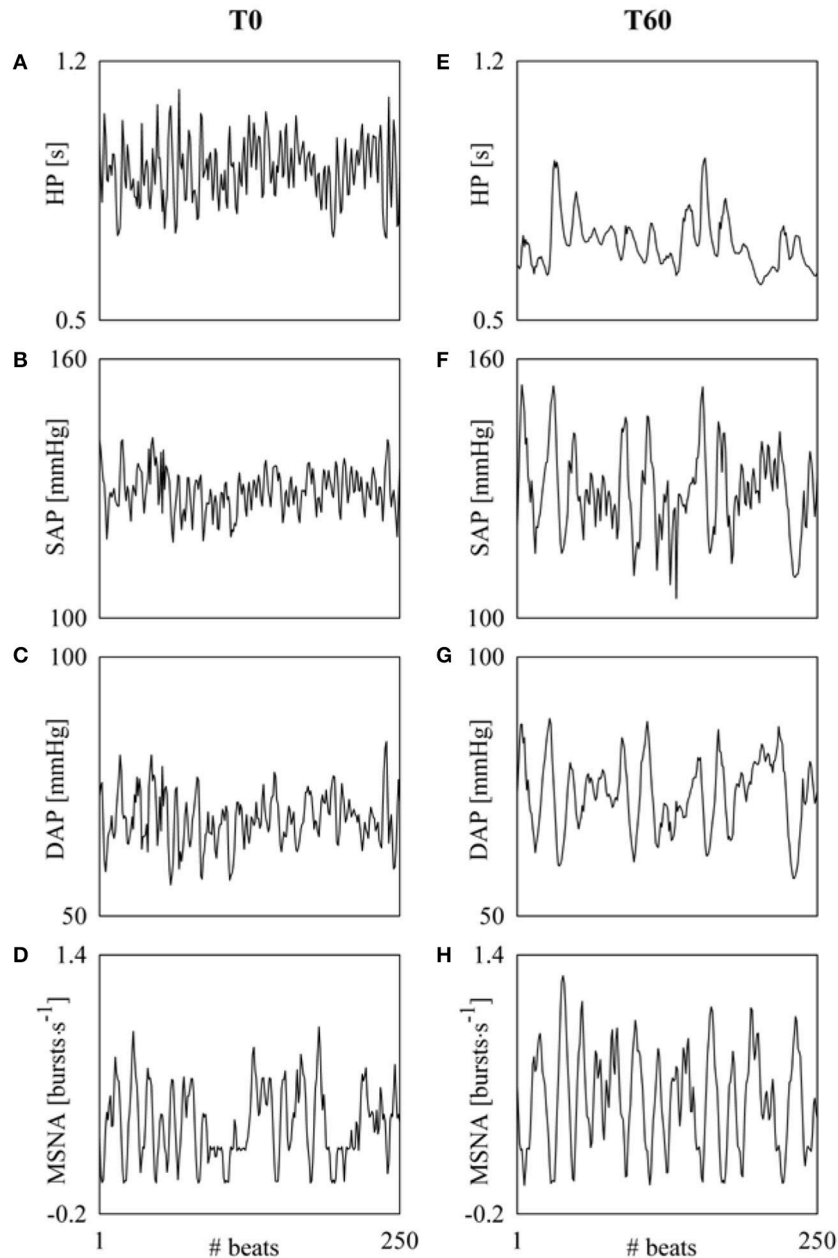 T0
T60
A
1.2
HP [s]
0.5
E
1.2
HP [s]
0.5
B
160
SAP [mmHg]
100
F
160
SAP [mmHg]
100
C
100
DAP [mmHg]
50
G
100
DAP [mmHg]
50
D
1.4
MSNA [bursts·s⁻¹]
-0.2
1
# beats
250
H
1.4
MSNA [bursts·s⁻¹]
-0.2
1
# beats
250